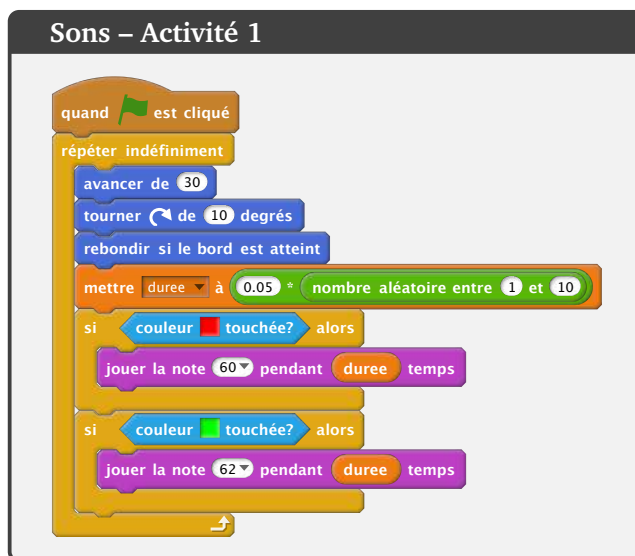 Sons – Activité 1
quand est cliqué
répéter indéfiniment
avancer de 30
tourner de 10 degrés
rebondir si le bord est atteint
mettre duree à 0.05 * nombre aléatoire entre 1 et 10
si couleur touchée? alors
jouer la note 60 pendant duree temps
si couleur touchée? alors
jouer la note 62 pendant duree temps